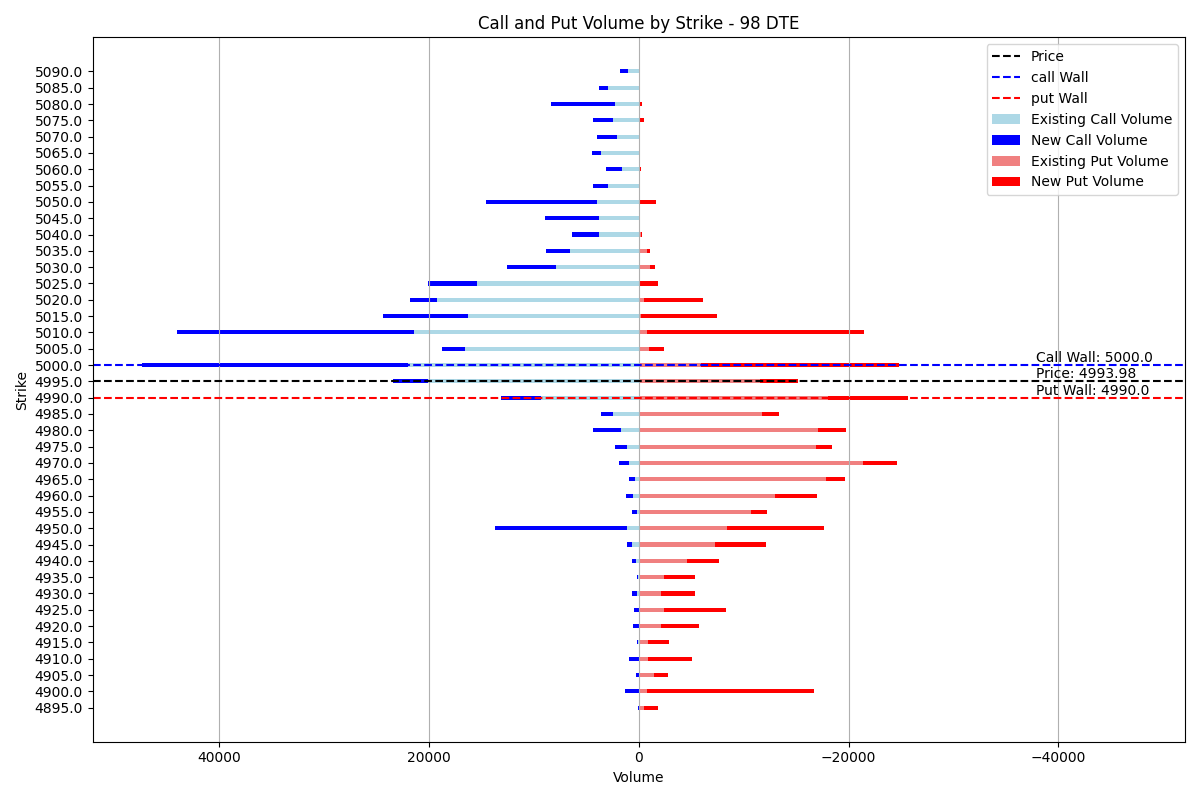 Call and Put Volume by Strike - 98 DTE
Price
call Wall
put Wall
Existing Call Volume
New Call Volume
Existing Put Volume
New Put Volume
Strike
5090.0
5085.0
5080.0
5075.0
5070.0
5065.0
5060.0
5055.0
5050.0
5045.0
5040.0
5035.0
5030.0
5025.0
5020.0
5015.0
5010.0
5005.0
5000.0
4995.0
4990.0
4985.0
4980.0
4975.0
4970.0
4965.0
4960.0
4955.0
4950.0
4945.0
4940.0
4935.0
4930.0
4925.0
4920.0
4915.0
4910.0
4905.0
4900.0
4895.0
Call Wall: 5000.0
Price: 4993.98
Put Wall: 4990.0
40000 20000 0 −20000 −40000
Volume